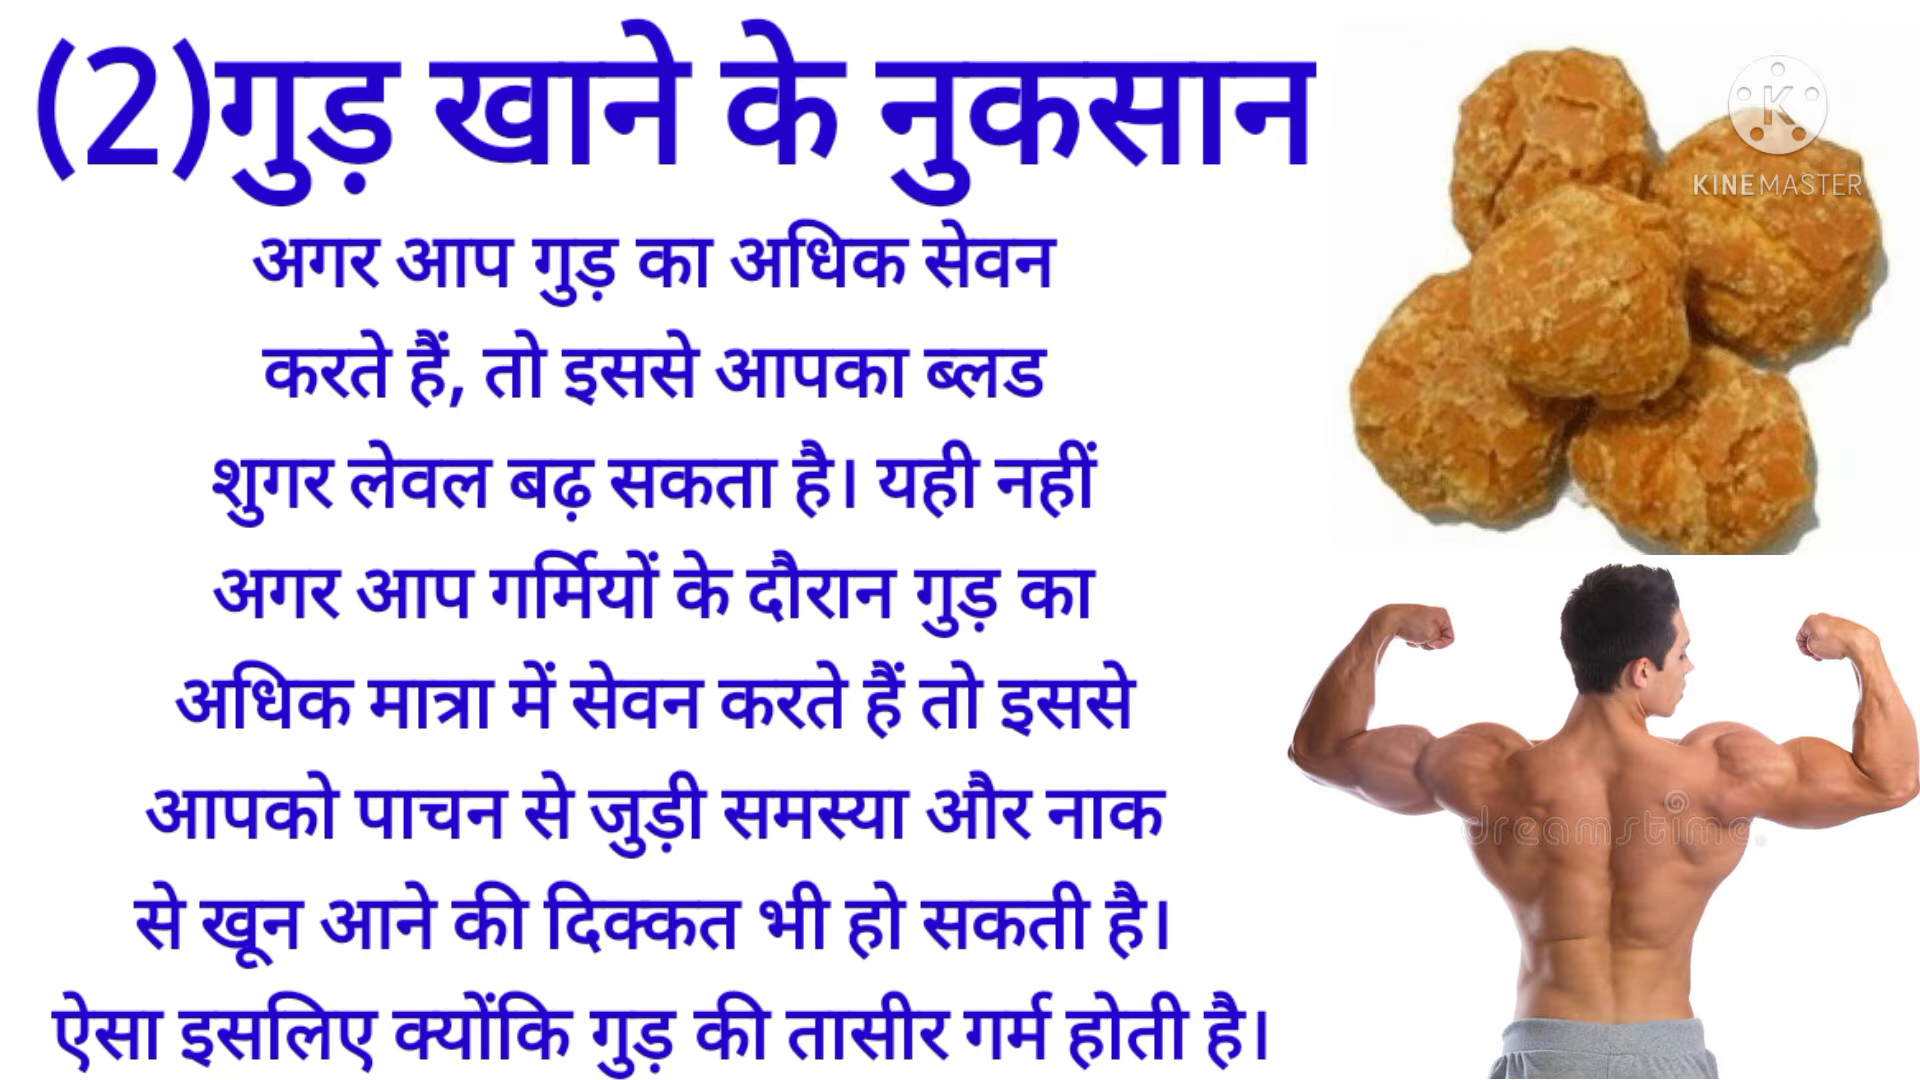 (2)गुड़ खाने के नुकसान
अगर आप गुड़ का अधिक सेवन
करते हैं, तो इससे आपका ब्लड
शुगर लेवल बढ़ सकता है। यही नहीं
अगर आप गर्मियों के दौरान गुड़ का
अधिक मात्रा में सेवन करते हैं तो इससे
आपको पाचन से जुड़ी समस्या और नाक
से खून आने की दिक्कत भी हो सकती है।
ऐसा इसलिए क्योंकि गुड़ की तासीर गर्म होती है।
K
KINEMASTER
dreamstime.